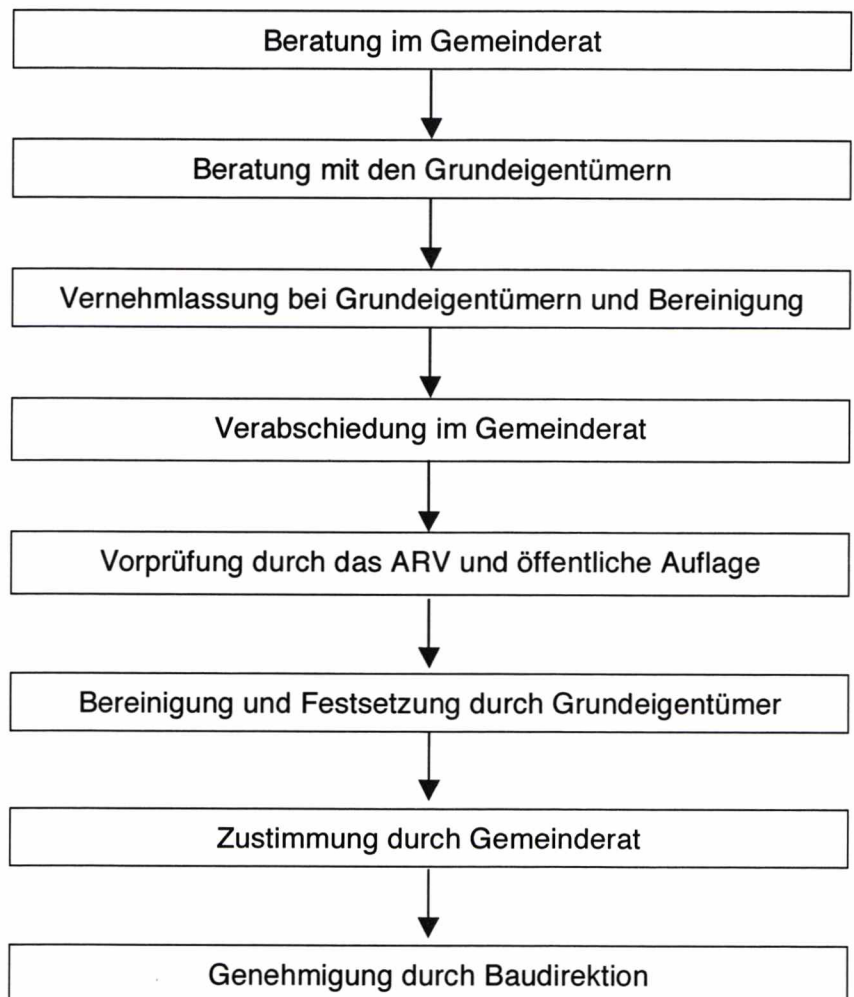 Beratung im Gemeinderat
Beratung mit den Grundeigentümern
Vernehmlassung bei Grundeigentümern und Bereinigung
Verabschiedung im Gemeinderat
Vorprüfung durch das ARV und öffentliche Auflage
Bereinigung und Festsetzung durch Grundeigentümer
Zustimmung durch Gemeinderat
Genehmigung durch Baudirektion